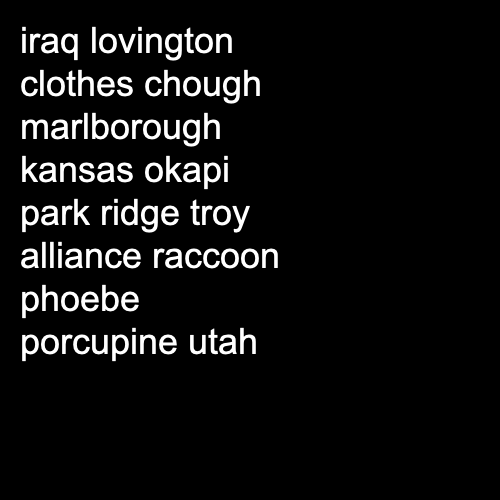 iraq lovington
clothes chough
marlborough
kansas okapi
park ridge troy
alliance raccoon
phoebe
porcupine utah